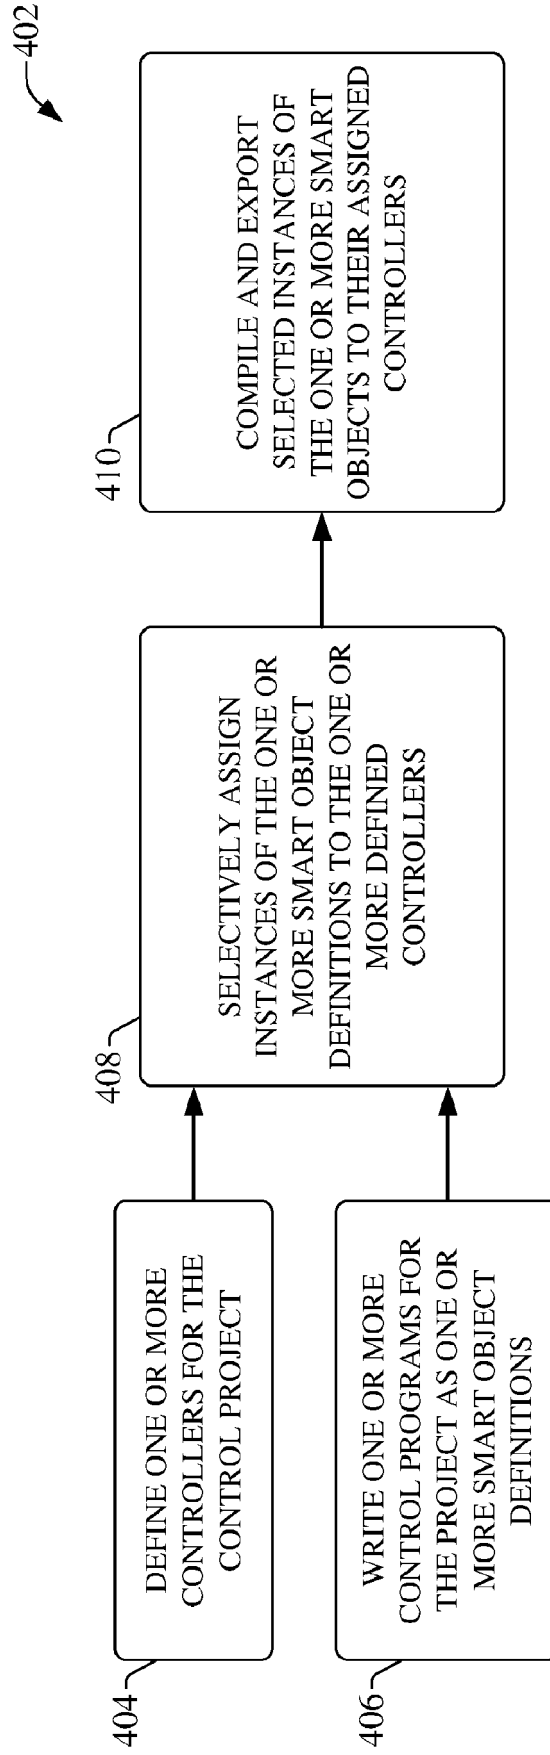 402
404
DEFINE ONE OR MORE
CONTROLLERS FOR THE
CONTROL PROJECT
406
WRITE ONE OR MORE
CONTROL PROGRAMS FOR
THE PROJECT AS ONE OR
MORE SMART OBJECT
DEFINITIONS
408
SELECTIVELY ASSIGN
INSTANCES OF THE ONE OR
MORE SMART OBJECT
DEFINITIONS TO THE ONE OR
MORE DEFINED
CONTROLLERS
410
COMPILE AND EXPORT
SELECTED INSTANCES OF
THE ONE OR MORE SMART
OBJECTS TO THEIR ASSIGNED
CONTROLLERS